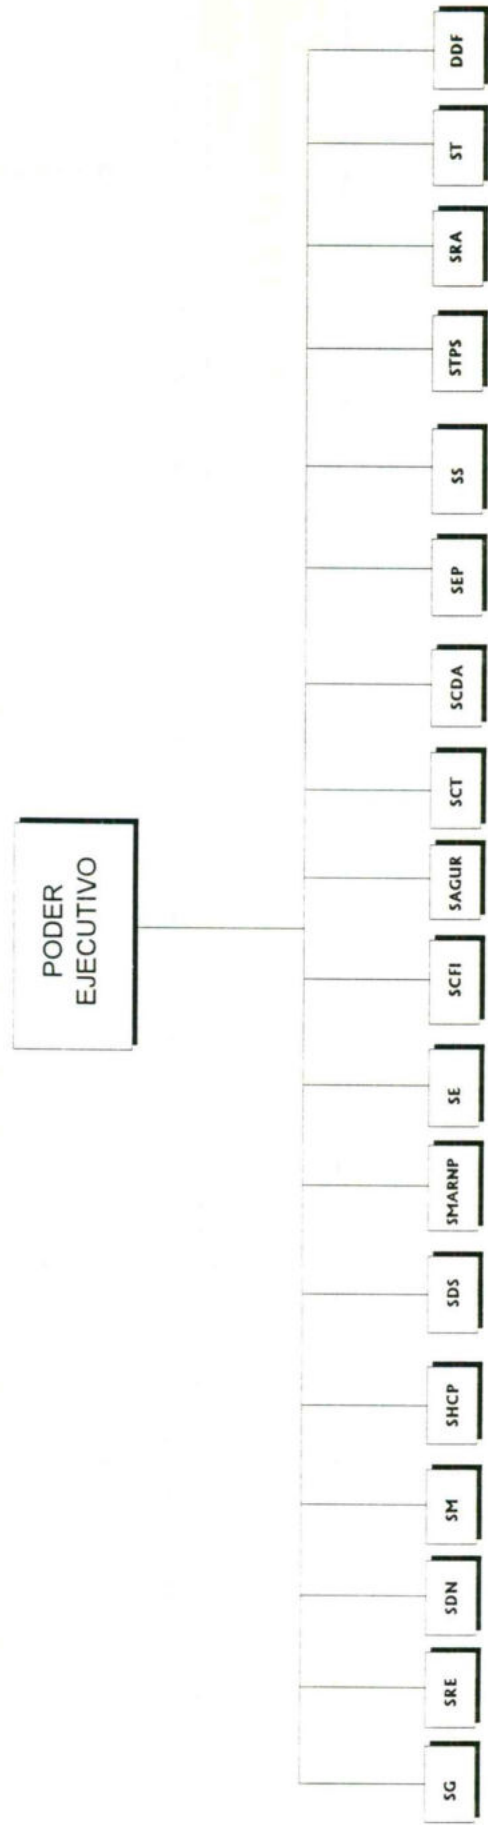 PODER
EJECUTIVO
SG
SRE
SDN
SM
SHCP
SDS
SMARNP
SE
SCFI
SAGUR
SCT
SCDA
SEP
SS
STPS
SRA
ST
DDF